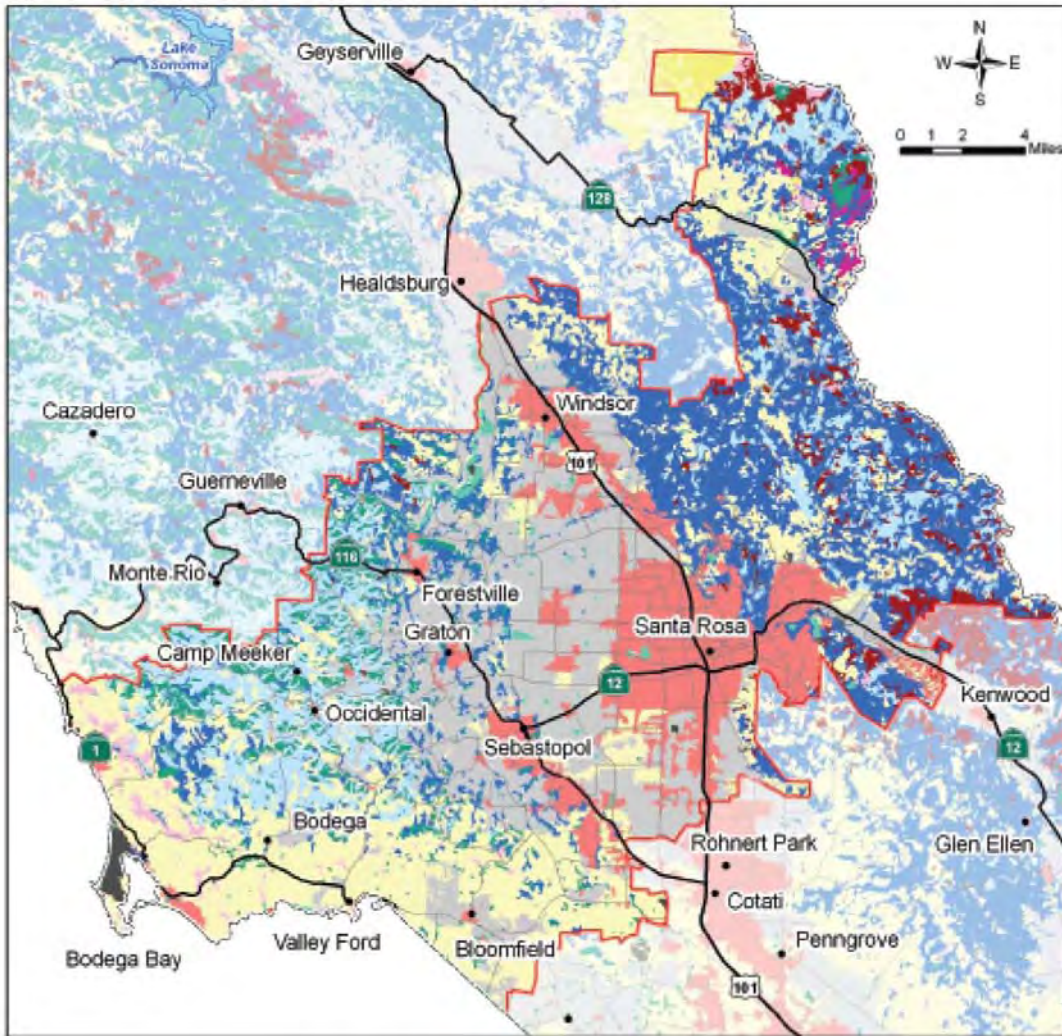 Lake
Sonoma
Geyserville
N
W E
S
0 1 2 4
Miles
128
Healdsburg
Windsor
Cazadero
101
Guerneville
116
Monte Rio
Forestville
Graton
Santa Rosa
Camp Meeker
12
Kenwood
Occidental
Sebastopol
1
12
Bodega
Rohnert Park
Glen Ellen
Cotati
Valley Ford
Bloomfield
Penngrove
Bodega Bay
101